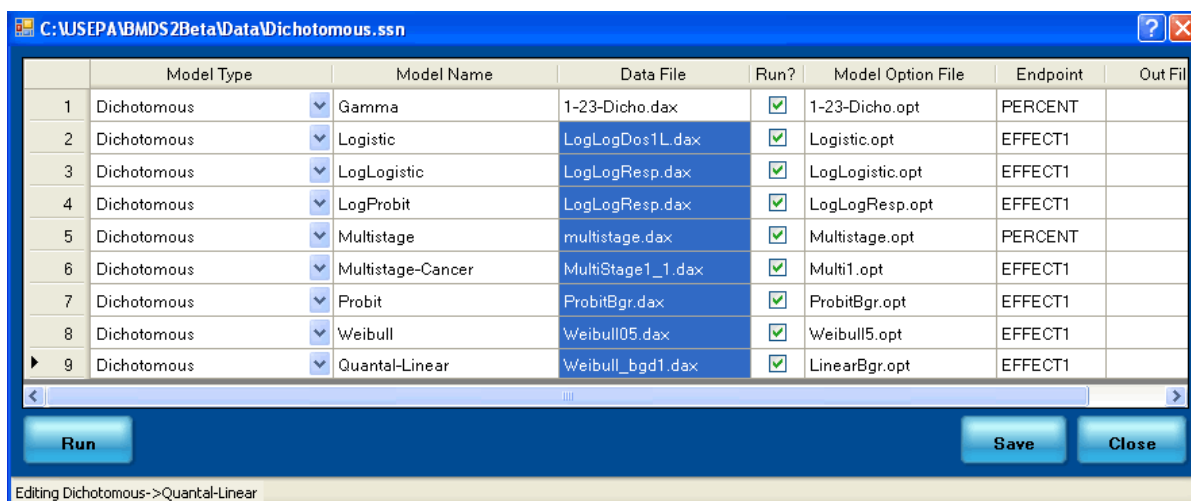 C:\USEPA\BMDS2Beta\Data\Dichotomous.ssn
Model Type Model Name Data File Run? Model Option File Endpoint Out Fil
1 Dichotomous Gamma 1-23-Dicho.dax 1-23-Dicho.opt PERCENT
2 Dichotomous Logistic LogLogDos1L.dax Logistic.opt EFFECT1
3 Dichotomous LogLogistic LogLogResp.dax LogLogistic.opt EFFECT1
4 Dichotomous LogProbit LogLogResp.dax LogLogResp.opt EFFECT1
5 Dichotomous Multistage multistage.dax Multistage.opt PERCENT
6 Dichotomous Multistage-Cancer MultiStage1_1.dax Multi1.opt EFFECT1
7 Dichotomous Probit ProbitBgr.dax ProbitBgr.opt EFFECT1
8 Dichotomous Weibull Weibull05.dax Weibull5.opt EFFECT1
9 Dichotomous Quantal-Linear Weibull_bgd1.dax LinearBgr.opt EFFECT1
Run Save Close
Editing Dichotomous->Quantal-Linear